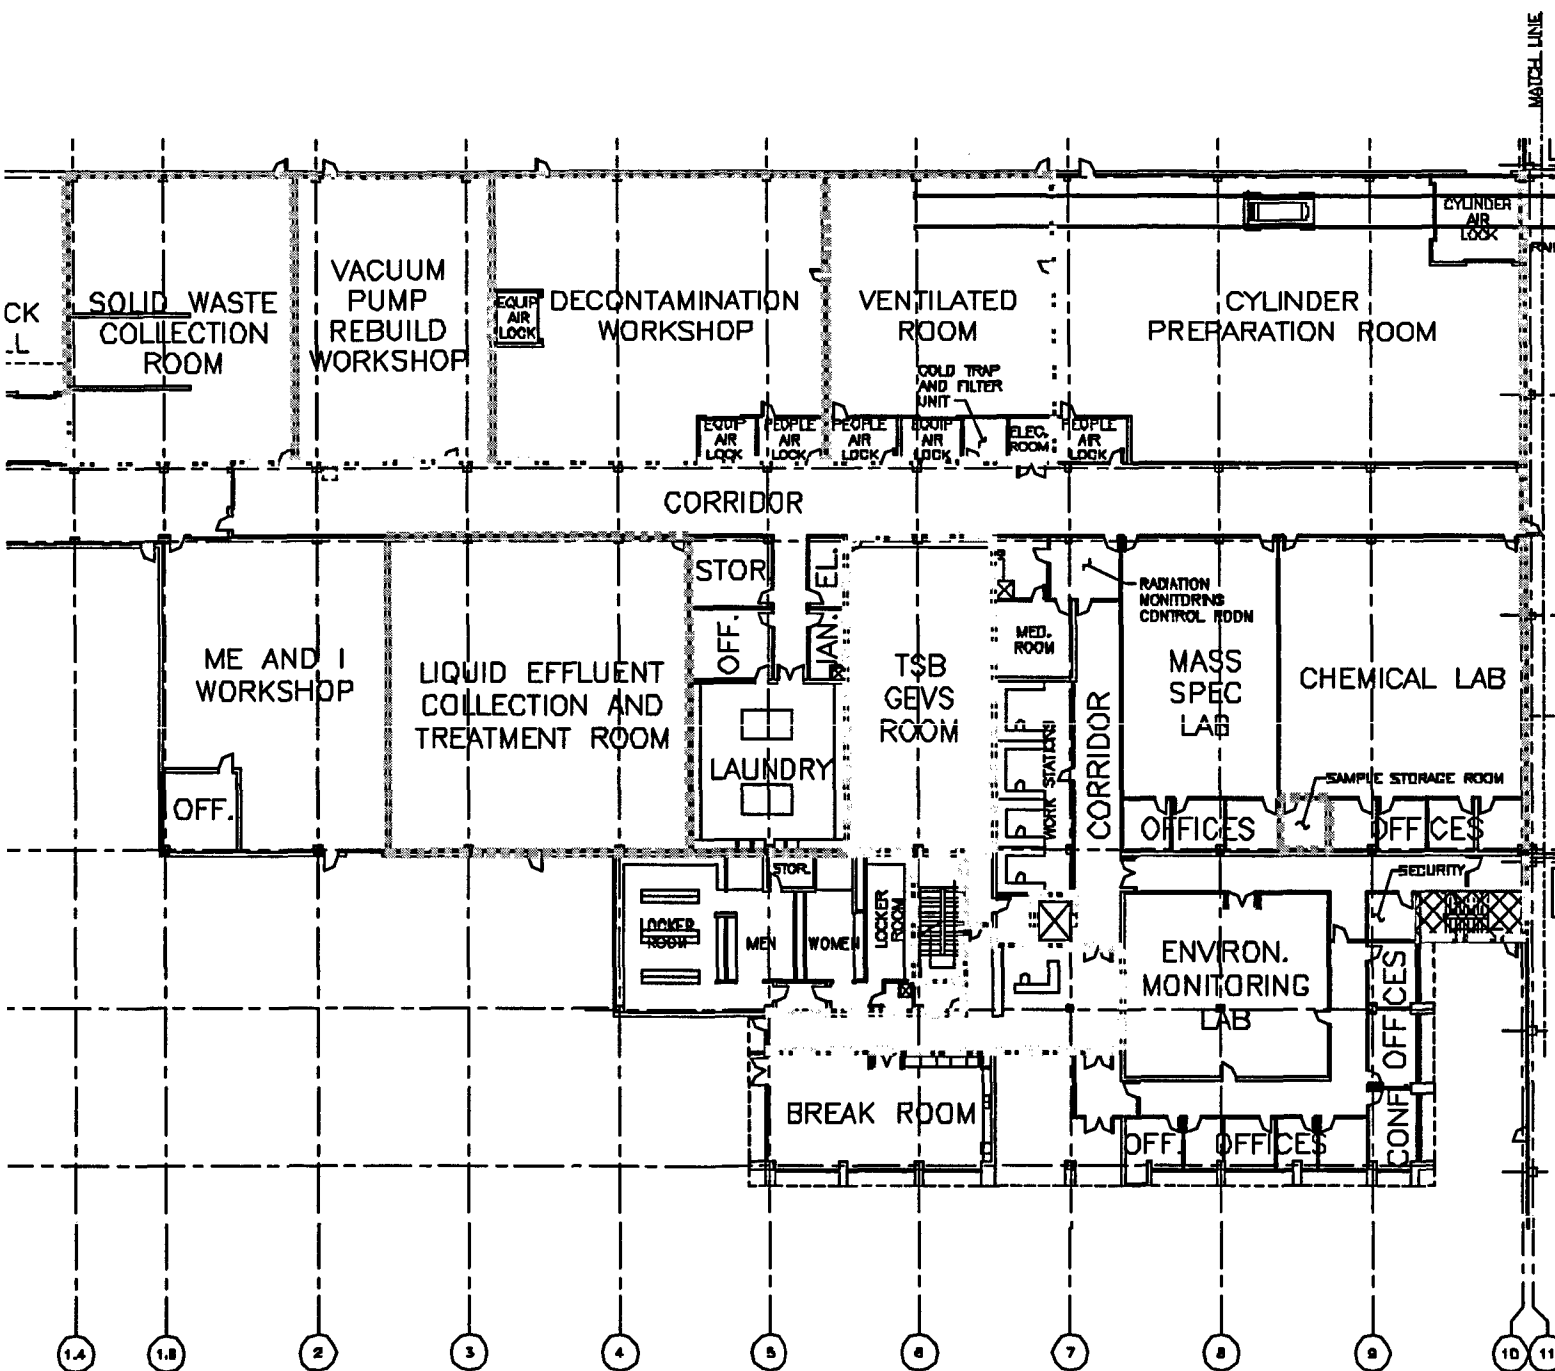 MATCH LINE
CYLINDER
AIR
LOCK
CK
SOLID WASTE
COLLECTION
ROOM
VACUUM
PUMP
REBUILD
WORKSHOP
EQUIP
AIR
LOCK
DECONTAMINATION
WORKSHOP
VENTILATED
ROOM
CYLINDER
PREPARATION ROOM
COLD TRAP
AND FILTER
UNIT
EQUIP
AIR
LOCK
PEOPLE
AIR
LOCK
PEOPLE
AIR
LOCK
EQUIP
AIR
LOCK
ELEC.
ROOM
PEOPLE
AIR
LOCK
CORRIDOR
STOR
EL.
OFF.
JAN.
RADIATION
MONITORING
CONTROL ROOM
MED.
ROOM
ME AND I
WORKSHOP
LIQUID EFFLUENT
COLLECTION AND
TREATMENT ROOM
TSB
GEVS
ROOM
MASS
SPEC
LAB
CHEMICAL LAB
WORK STATIONS
CORRIDOR
LAUNDRY
SAMPLE STORAGE ROOM
OFF.
OFFICES
OFFICES
STOR.
SECURITY
LOCKER
ROOM
MEN
WOMEN
LOCKER
ROOM
ENVIRON.
MONITORING
LAB
OFFICES
BREAK ROOM
OFF.
OFFICES
CONF
1.4
1.8
2
3
4
5
6
7
8
9
10
11